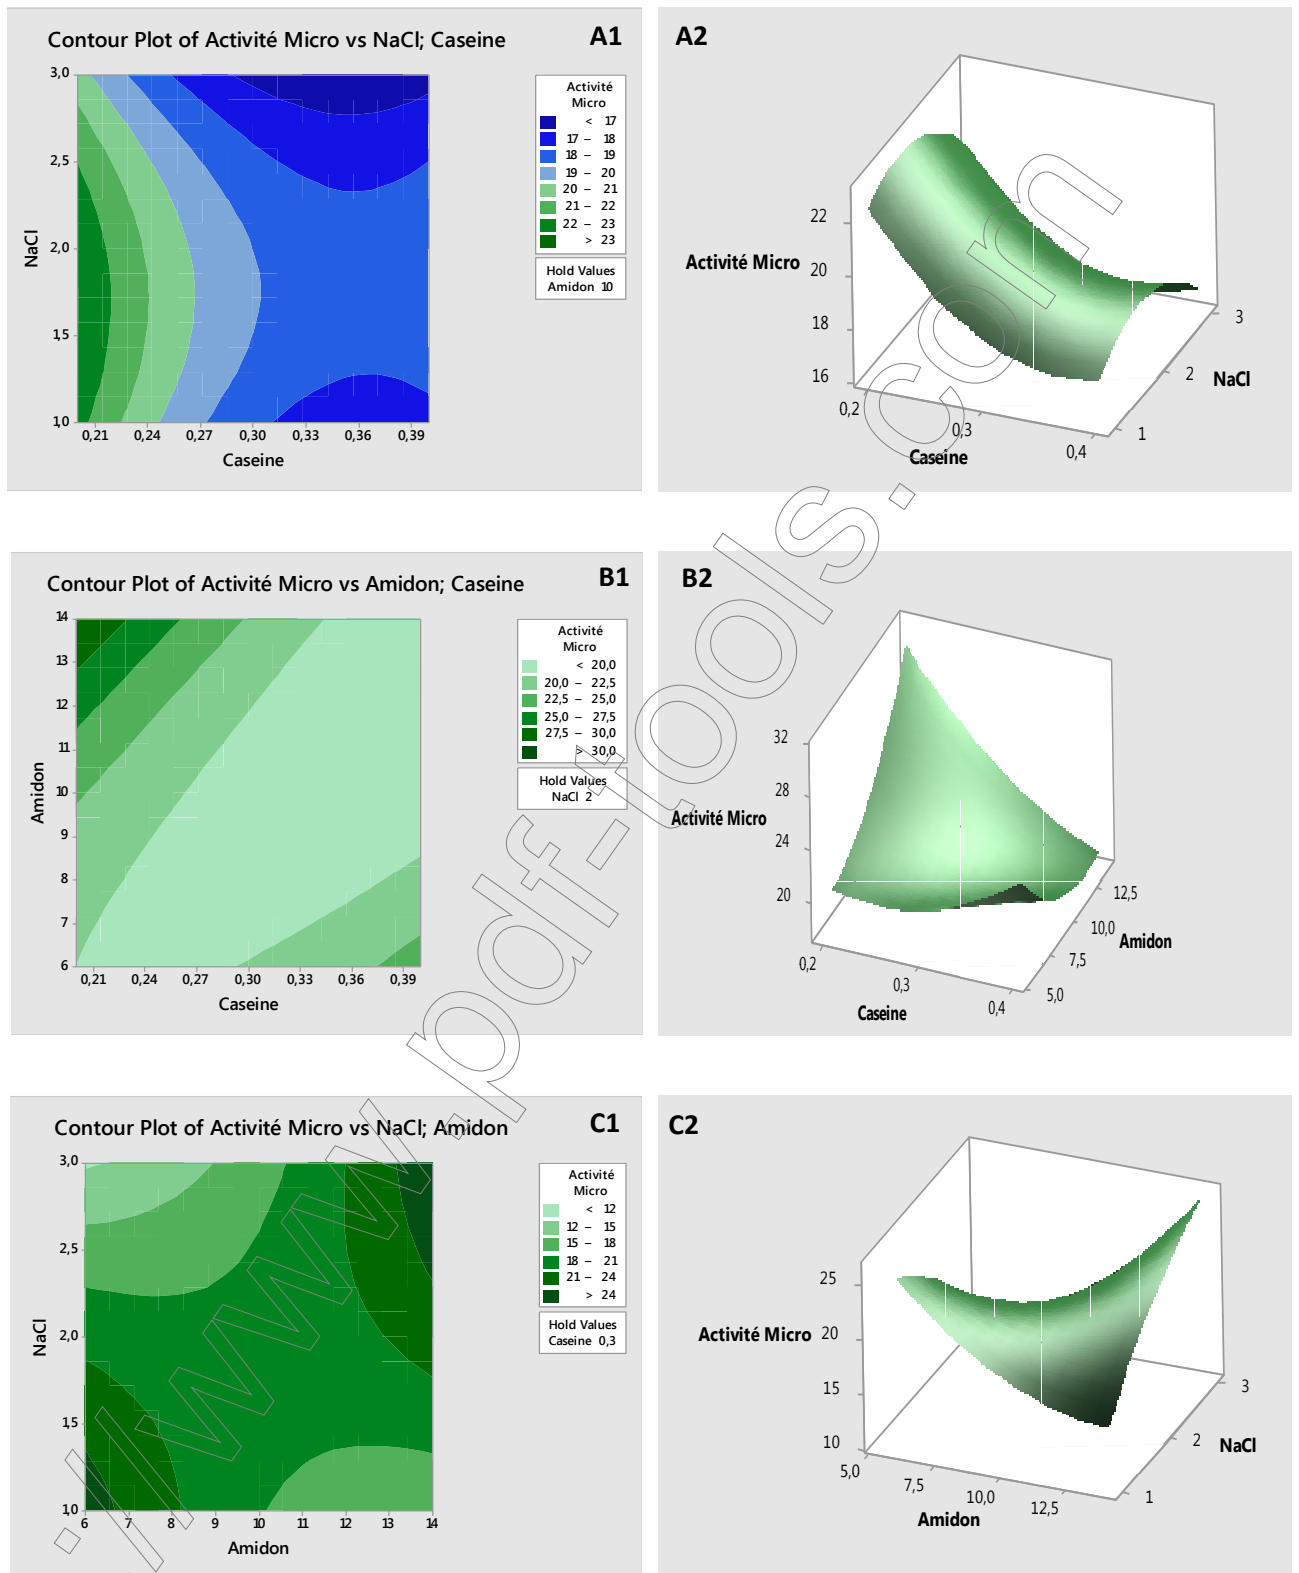 Contour Plot of Activité Micro vs NaCl; Caseine
A1
3,0
2,5
2,0
1,5
1,0
NaCl
0,21 0,24 0,27 0,30 0,33 0,36 0,39
Caseine
Activité
Micro
< 17
17 – 18
18 – 19
19 – 20
20 – 21
21 – 22
22 – 23
> 23
Hold Values
Amidon 10
A2
22
20
18
16
Activité Micro
0,2
0,3
0,4
Caseine
1
2
3
NaCl
Contour Plot of Activité Micro vs Amidon; Caseine
B1
14
13
12
11
10
9
8
7
6
Amidon
0,21 0,24 0,27 0,30 0,33 0,36 0,39
Caseine
Activité
Micro
< 20,0
20,0 – 22,5
22,5 – 25,0
25,0 – 27,5
27,5 – 30,0
> 30,0
Hold Values
NaCl 2
B2
32
28
24
20
Activité Micro
0,2
0,3
0,4
Caseine
5,0
7,5
10,0
12,5
Amidon
Contour Plot of Activité Micro vs NaCl; Amidon
C1
3,0
2,5
2,0
1,5
1,0
NaCl
6 7 8 9 10 11 12 13 14
Amidon
Activité
Micro
< 12
12 – 15
15 – 18
18 – 21
21 – 24
> 24
Hold Values
Caseine 0,3
C2
25
20
15
10
Activité Micro
5,0
7,5
10,0
12,5
Amidon
1
2
3
NaCl
://www.pdf-tools.com